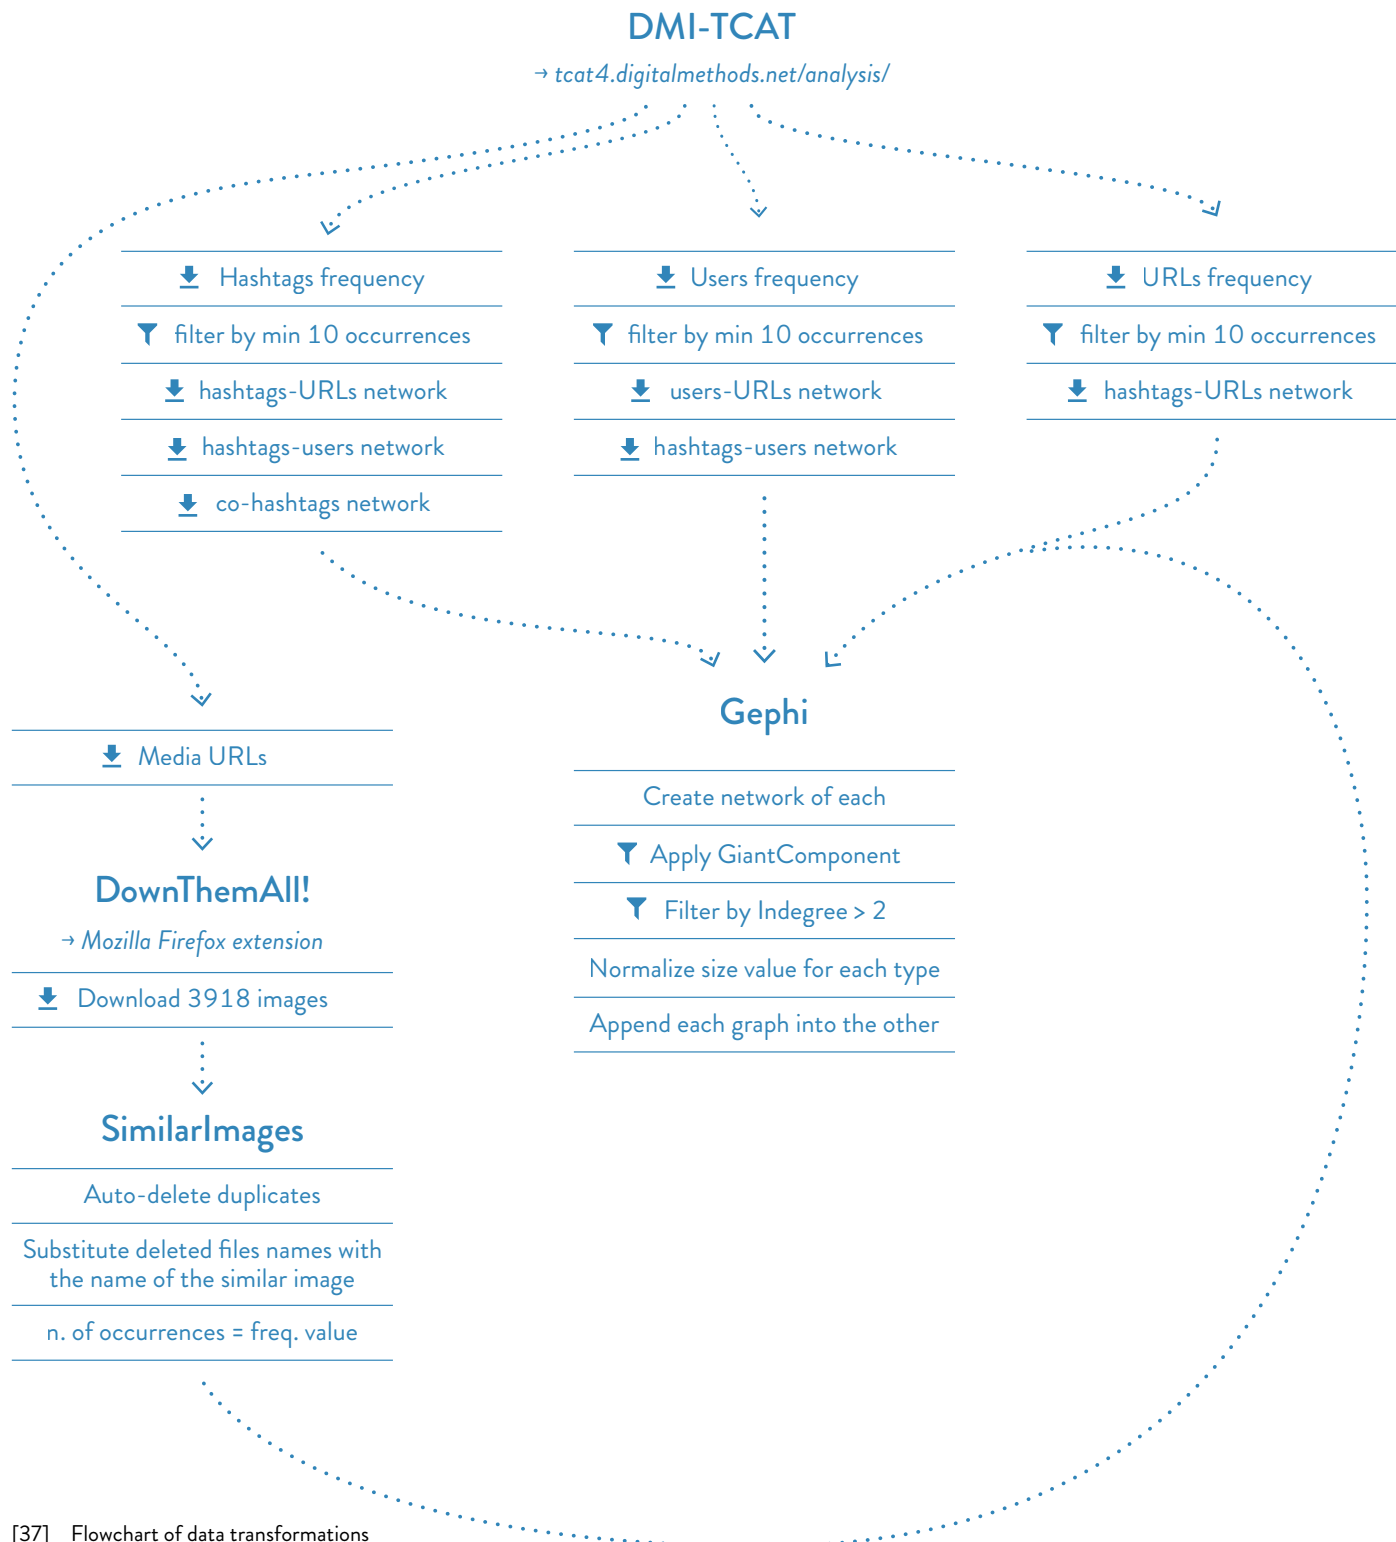 DMI-TCAT
→ tcat4.digitalmethods.net/analysis/
Hashtags frequency
filter by min 10 occurrences
hashtags-URLs network
hashtags-users network
co-hashtags network
Users frequency
filter by min 10 occurrences
users-URLs network
hashtags-users network
URLs frequency
filter by min 10 occurrences
hashtags-URLs network
Media URLs
DownThemAll!
→ Mozilla Firefox extension
Download 3918 images
SimilarImages
Auto-delete duplicates
Substitute deleted files names with
the name of the similar image
n. of occurrences = freq. value
Gephi
Create network of each
Apply GiantComponent
Filter by Indegree > 2
Normalize size value for each type
Append each graph into the other
[37] Flowchart of data transformations